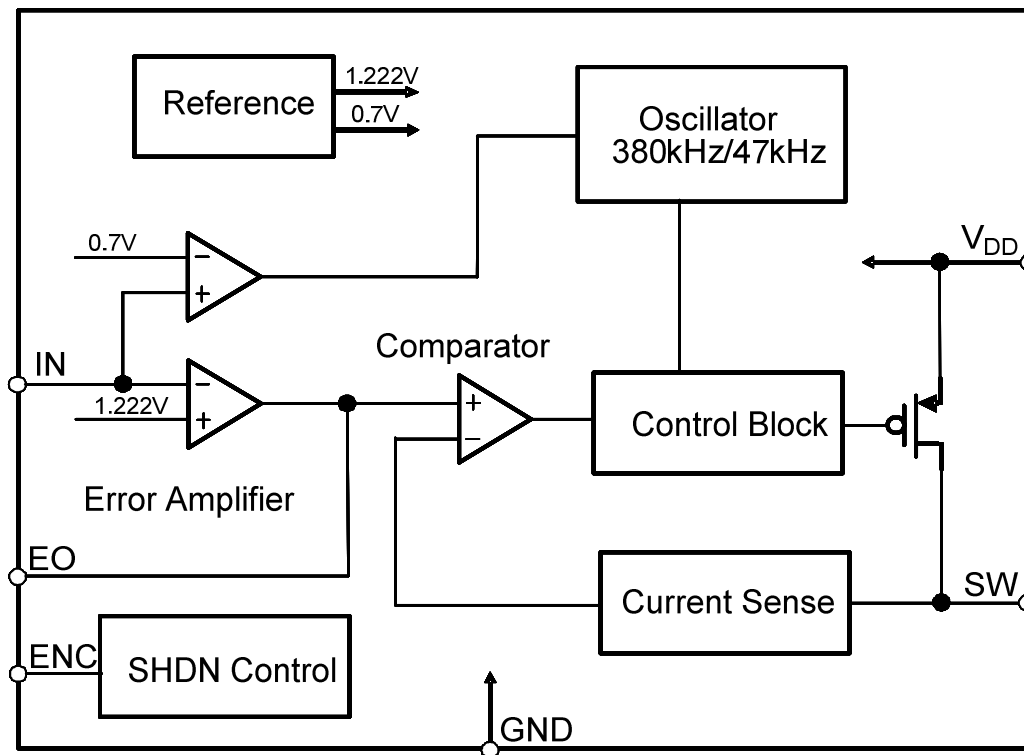 1.222V
Reference
0.7V
Oscillator
380kHz/47kHz
0.7V
−
+
VDD
Comparator
IN
−
1.222V
+
+
−
Control Block
Error Amplifier
EO
Current Sense
SW
ENC
SHDN Control
GND